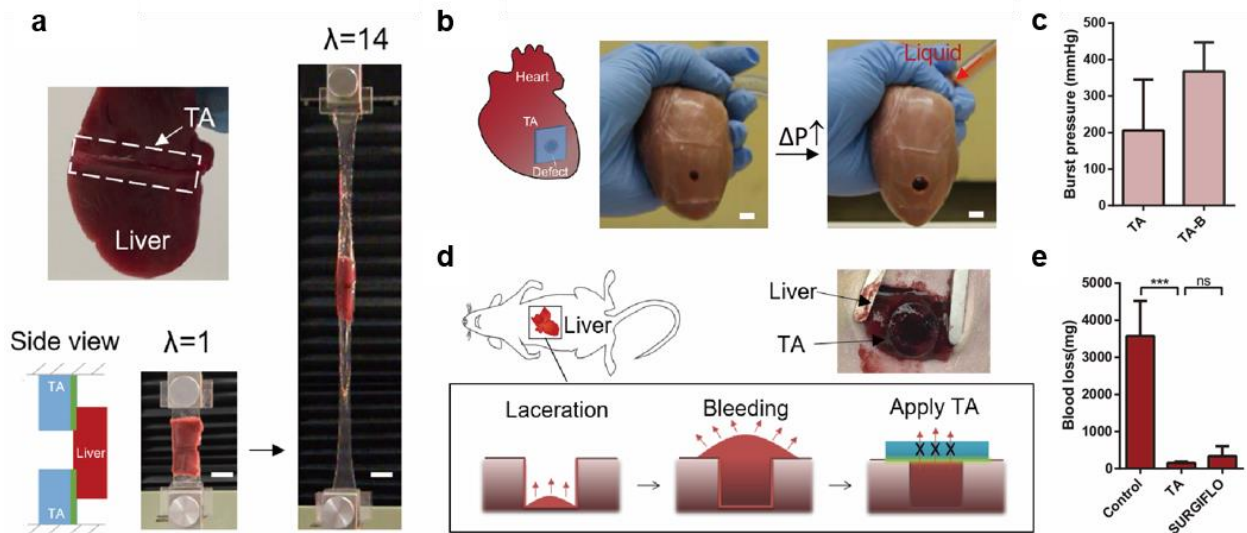 a
λ=14
TA
Liver
Side view
λ=1
TA
Liver
TA
b
Heart
TA
Defect
ΔP↑
Liquid
c
Burst pressure (mmHg)
500
400
300
200
100
0
TA
TA-B
d
Liver
Liver
TA
Laceration
Bleeding
Apply TA
X X X
e
Blood loss(mg)
5000
4000
3000
2000
1000
0
***
ns
Control
TA
SURGIFLO